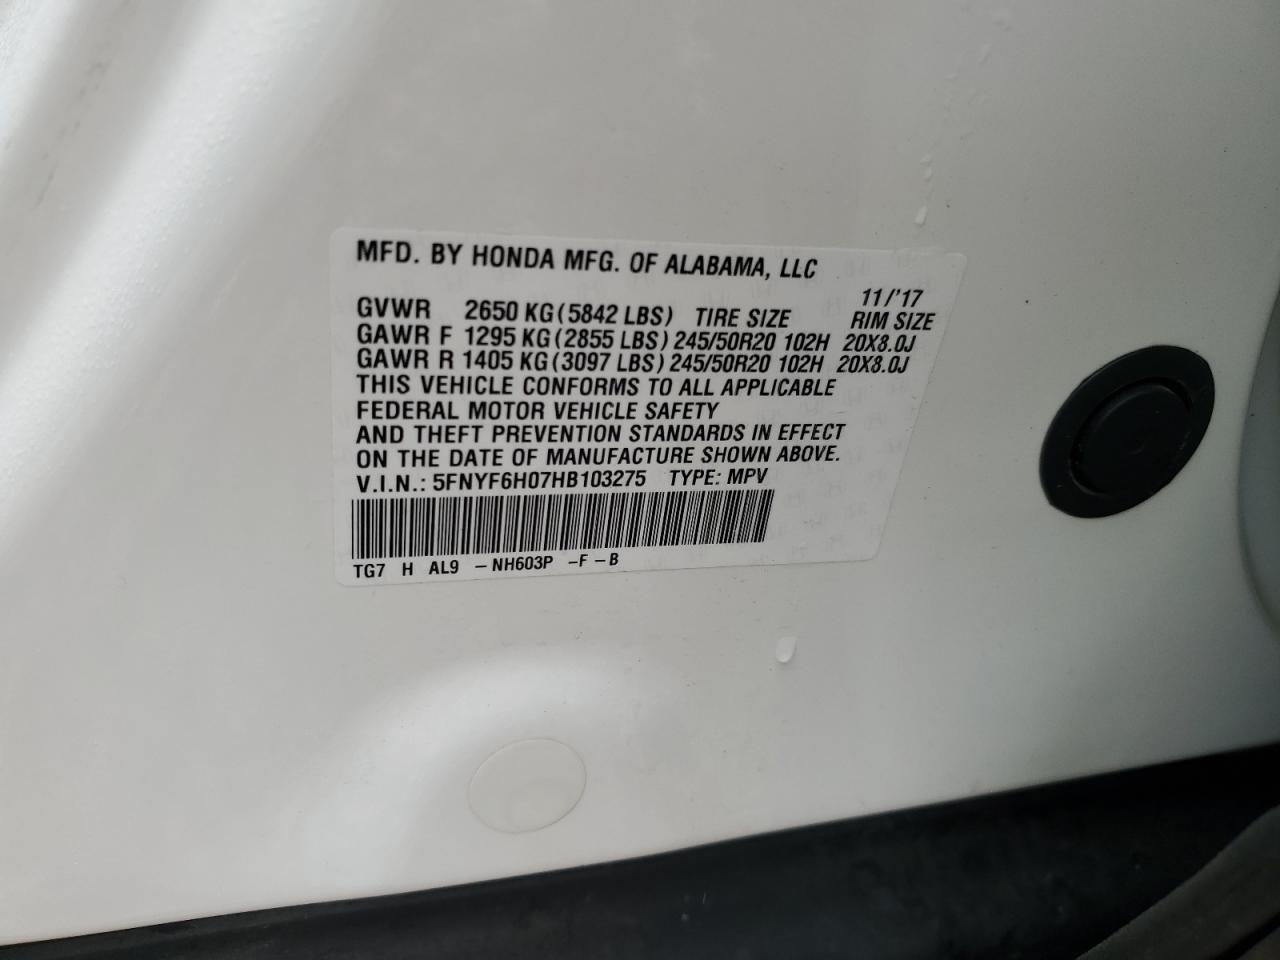 MFD. BY HONDA MFG. OF ALABAMA, LLC
11/'17
GVWR 2650 KG (5842 LBS) TIRE SIZE RIM SIZE
GAWR F 1295 KG (2855 LBS) 245/50R20 102H 20X8.0J
GAWR R 1405 KG (3097 LBS) 245/50R20 102H 20X8.0J
THIS VEHICLE CONFORMS TO ALL APPLICABLE
FEDERAL MOTOR VEHICLE SAFETY
AND THEFT PREVENTION STANDARDS IN EFFECT
ON THE DATE OF MANUFACTURE SHOWN ABOVE.
V.I.N.: 5FNYF6H07HB103275 TYPE: MPV
TG7 H AL9 -NH603P -F-B